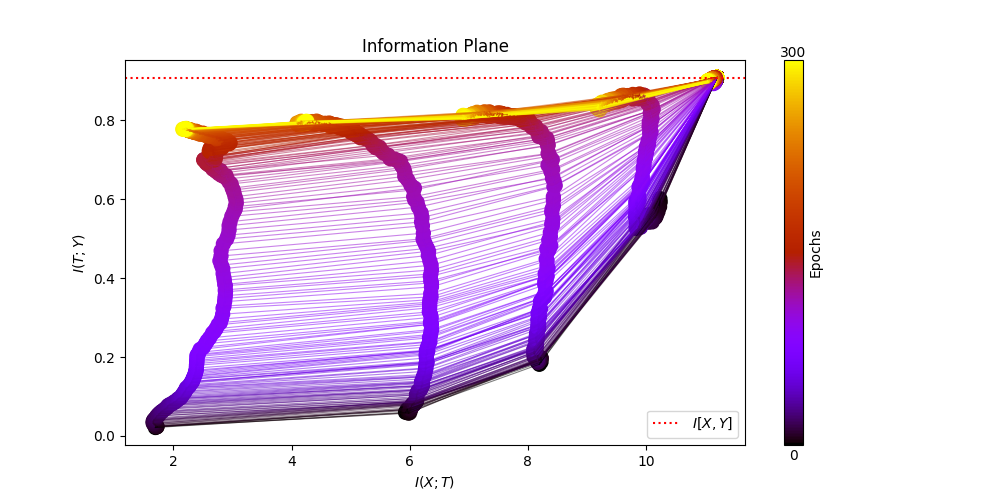 Information Plane
300
0.8
0.6
0.4
0.2
0.0
I(T; Y)
Epochs
I[X, Y]
0
2
4
6
8
10
I(X; T)